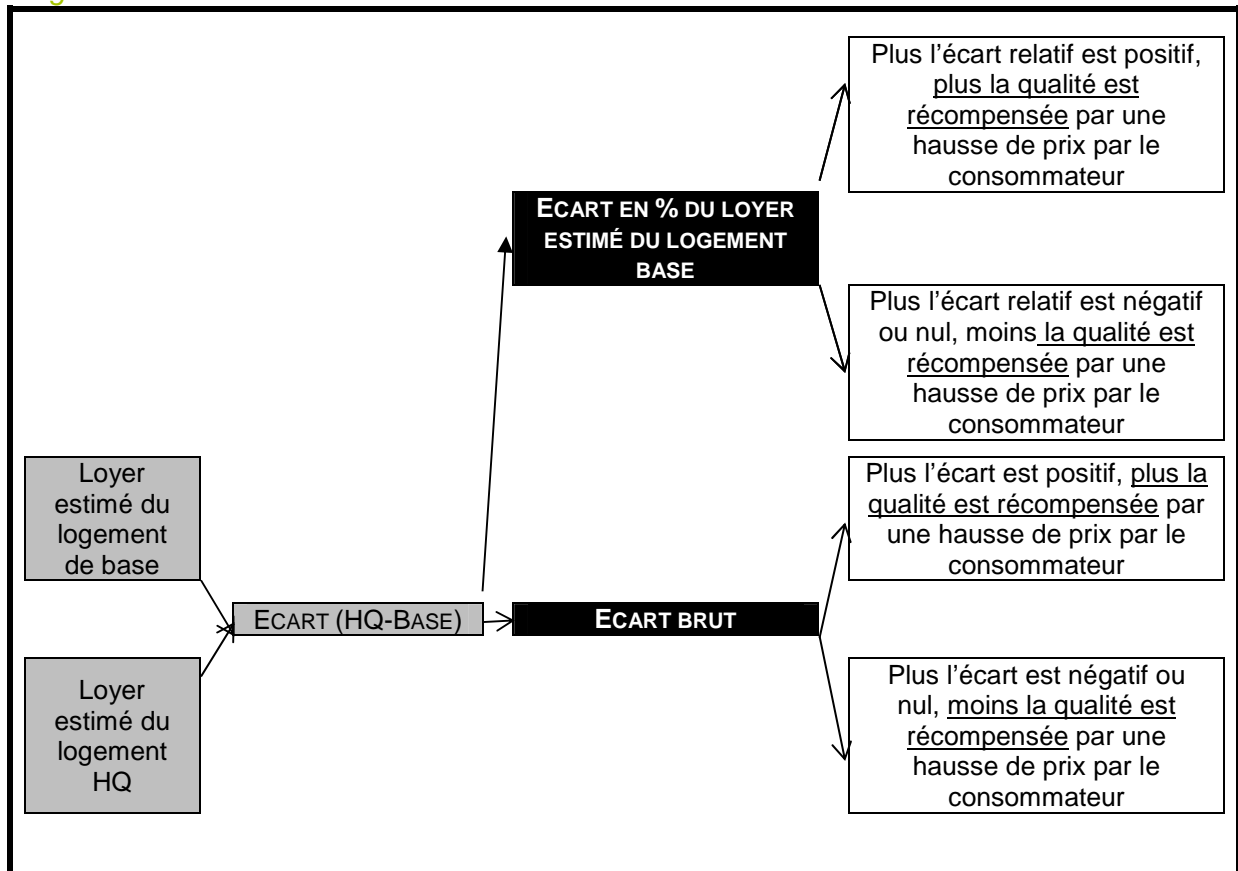 Plus l'écart relatif est positif,
plus la qualité est
récompensée par une
hausse de prix par le
consommateur
ECART EN % DU LOYER
ESTIMÉ DU LOGEMENT
BASE
Plus l'écart relatif est négatif
ou nul, moins la qualité est
récompensée par une
hausse de prix par le
consommateur
Loyer
estimé du
logement
de base
Plus l'écart est positif, plus la
qualité est récompensée par
une hausse de prix par le
consommateur
ECART (HQ-BASE)
ECART BRUT
Loyer
estimé du
logement
HQ
Plus l'écart est négatif ou
nul, moins la qualité est
récompensée par une
hausse de prix par le
consommateur